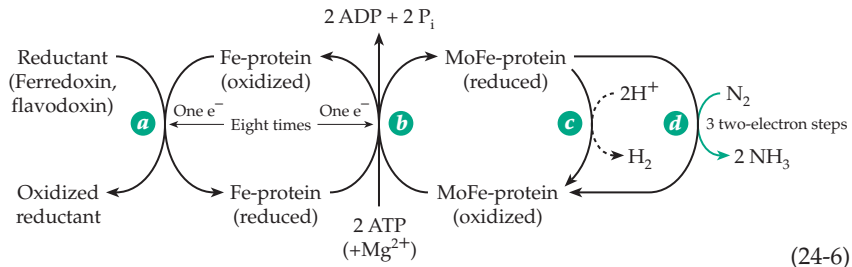 2 ADP + 2 Pi
Reductant
(Ferredoxin,
flavodoxin)
Fe-protein
(oxidized)
MoFe-protein
(reduced)
a
One e−
Eight times
One e−
b
c
2H+
H2
d
N2
3 two-electron steps
2 NH3
Oxidized
reductant
Fe-protein
(reduced)
MoFe-protein
(oxidized)
2 ATP
(+Mg2+)
(24-6)